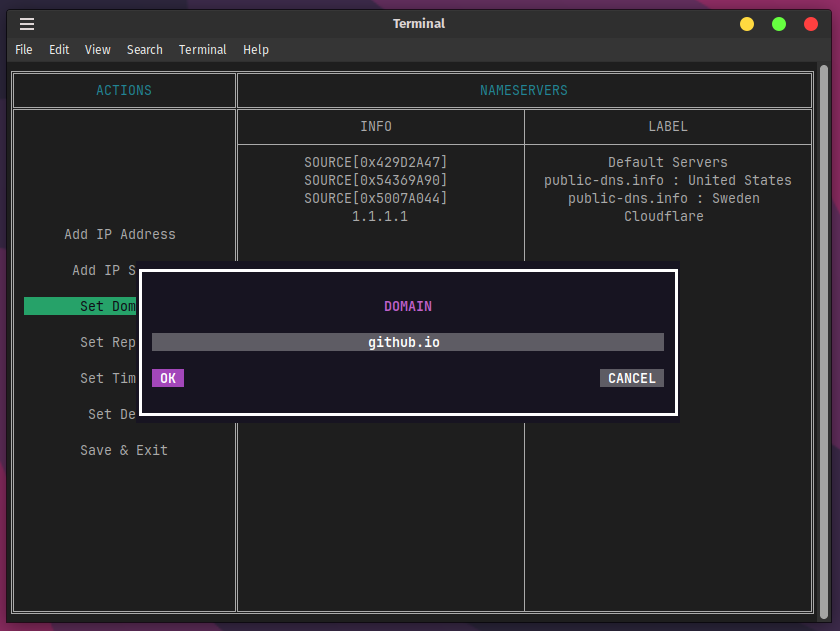 Terminal
File Edit View Search Terminal Help
ACTIONS
NAMESERVERS
INFO
LABEL
SOURCE[0x429D2A47]
Default Servers
SOURCE[0x54369A90]
public-dns.info : United States
SOURCE[0x5007A044]
public-dns.info : Sweden
1.1.1.1
Cloudflare
Add IP Address
Add IP S
Set Dom
Set Rep
Set Tim
Set De
Save & Exit
DOMAIN
github.io
OK
CANCEL